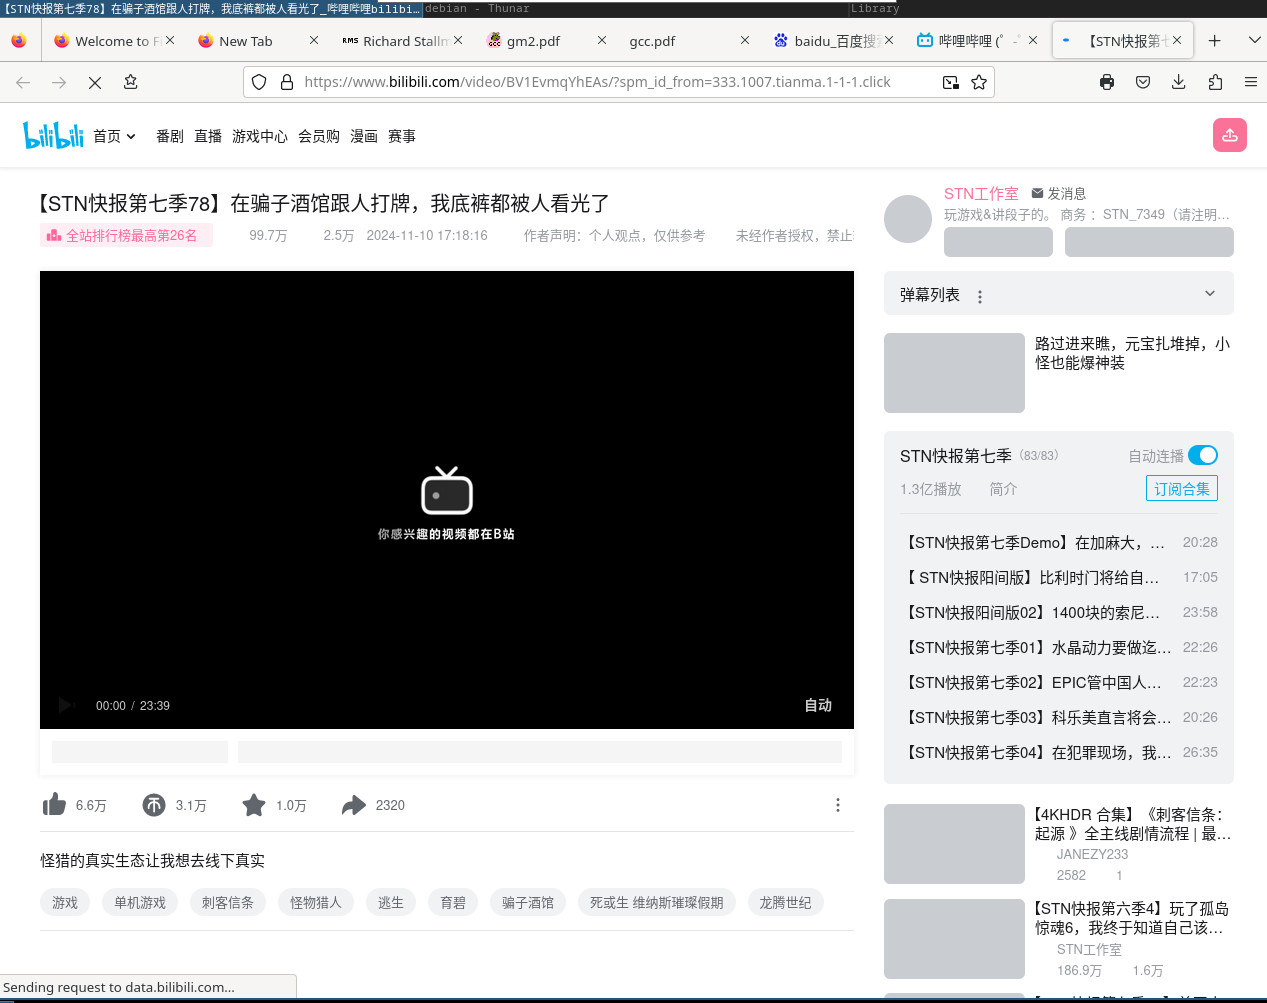 【STN快报第七季78】在骗子酒馆跟人打牌，我底裤都被人看光了_哔哩哔哩bilibi…
debian - Thunar
Library
Welcome to Fi
New Tab
RMS Richard Stallm
gm2.pdf
gcc.pdf
baidu_百度搜索
哔哩哔哩 (゜-゜
【STN快报第七
https://www.bilibili.com/video/BV1EvmqYhEAs/?spm_id_from=333.1007.tianma.1-1-1.click
bilibili 首页 番剧 直播 游戏中心 会员购 漫画 赛事
【STN快报第七季78】在骗子酒馆跟人打牌，我底裤都被人看光了
全站排行榜最高第26名 99.7万 2.5万 2024-11-10 17:18:16 作者声明：个人观点，仅供参考 未经作者授权，禁止
你感兴趣的视频都在B站
00:00 / 23:39 自动
6.6万 3.1万 1.0万 2320
怪猎的真实生态让我想去线下真实
游戏 单机游戏 刺客信条 怪物猎人 逃生 育碧 骗子酒馆 死或生 维纳斯璀璨假期 龙腾世纪
STN工作室 发消息
玩游戏&讲段子的。 商务： STN_7349（请注明…
弹幕列表
路过进来瞧，元宝扎堆掉，小
怪也能爆神装
STN快报第七季（83/83） 自动连播
1.3亿播放 简介 订阅合集
【STN快报第七季Demo】在加麻大，… 20:28
【 STN快报阳间版】比利时门将给自… 17:05
【STN快报阳间版02】1400块的索尼… 23:58
【STN快报第七季01】水晶动力要做迄… 22:26
【STN快报第七季02】EPIC管中国人… 22:23
【STN快报第七季03】科乐美直言将会… 20:26
【STN快报第七季04】在犯罪现场，我… 26:35
【4KHDR 合集】《刺客信条：
起源 》全主线剧情流程 | 最…
JANEZY233
2582 1
【STN快报第六季4】玩了孤岛
惊魂6，我终于知道自己该…
STN工作室
186.9万 1.6万
Sending request to data.bilibili.com…